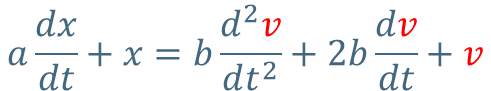 a dx/dt + x = b d²v/dt² + 2b dv/dt + v